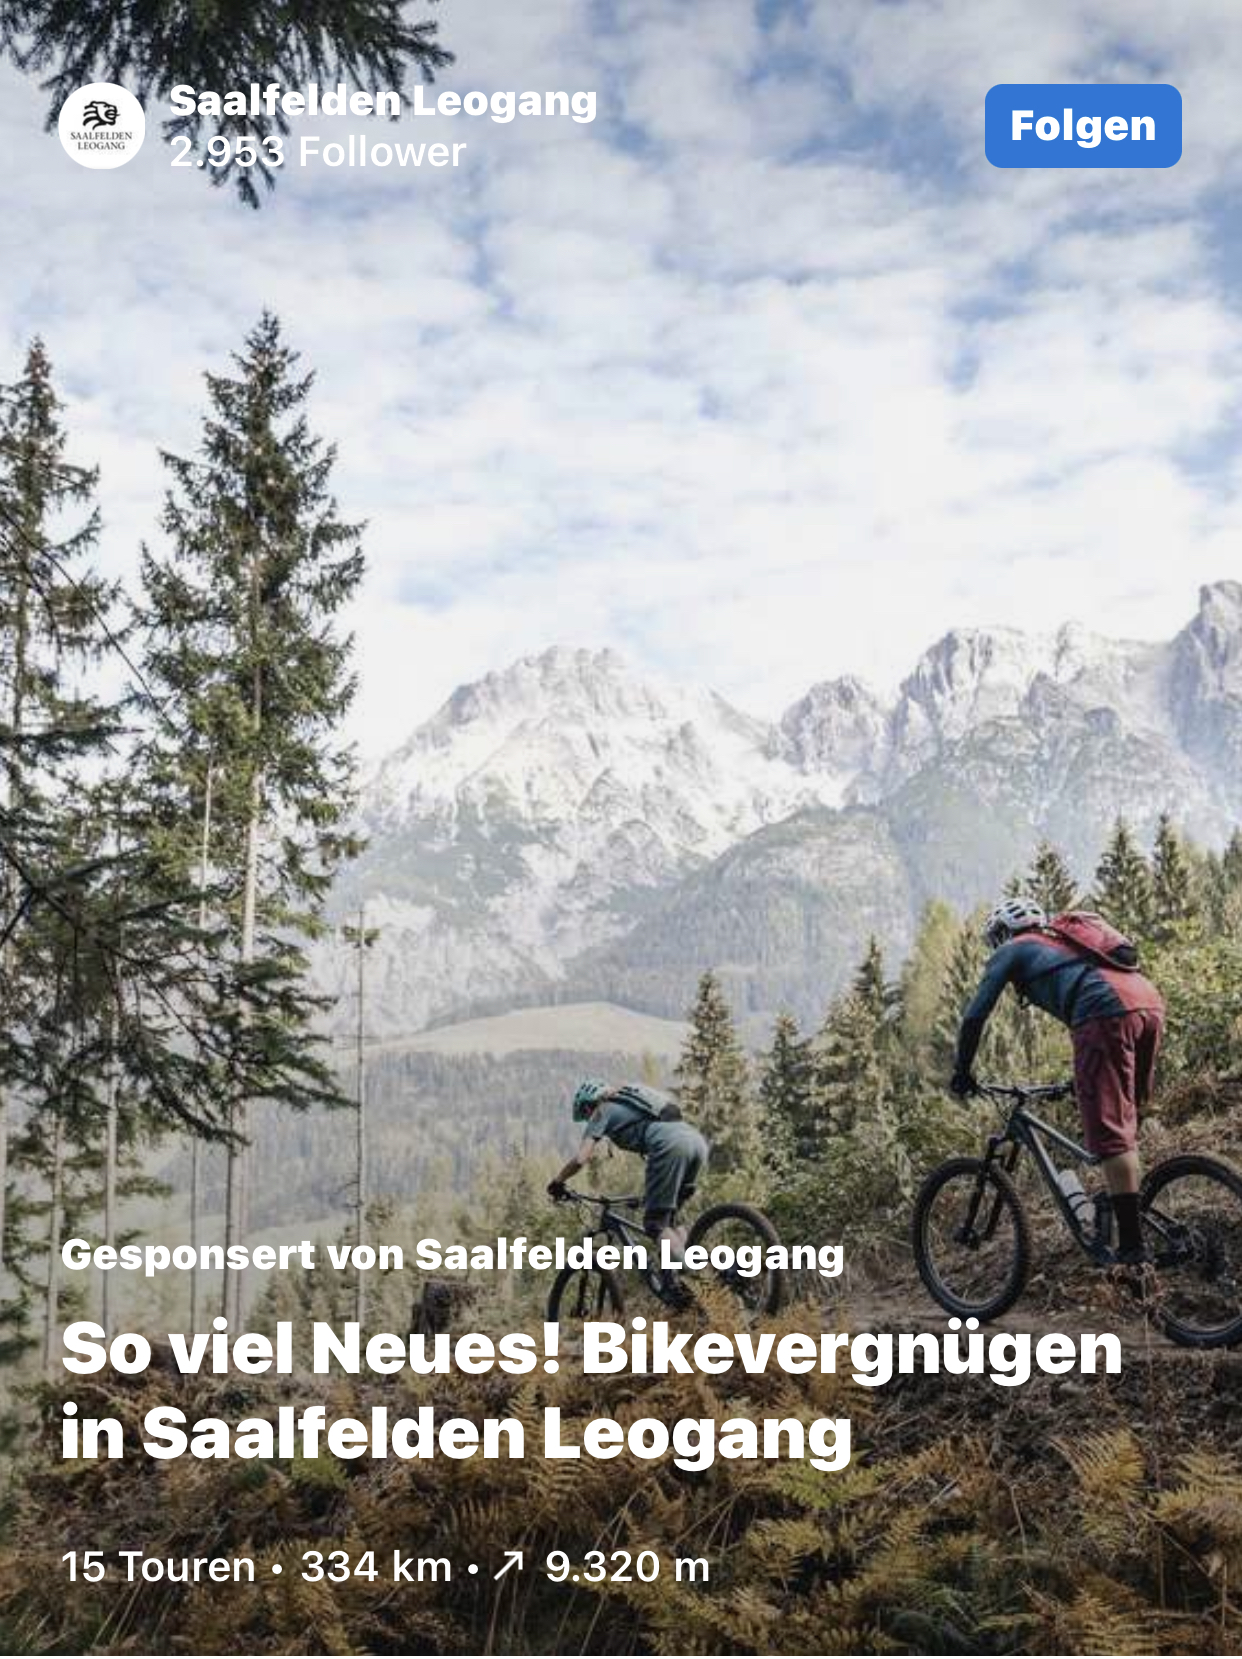 Saalfelden Leogang
2.953 Follower
SAALFELDEN
LEOGANG
Folgen
Gesponsert von Saalfelden Leogang
So viel Neues! Bikevergnügen
in Saalfelden Leogang
15 Touren • 334 km • ↗ 9.320 m